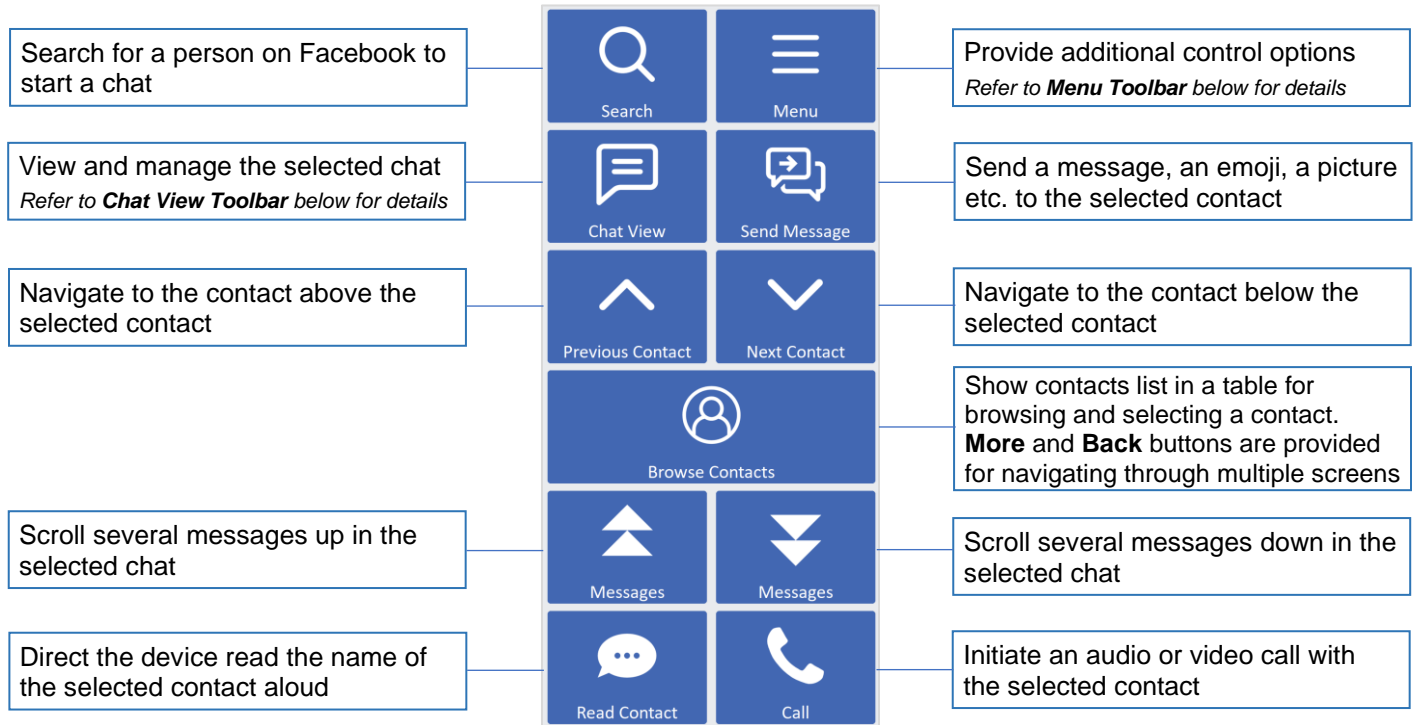 Search for a person on Facebook to
start a chat
Search
Menu
Provide additional control options
Refer to Menu Toolbar below for details
View and manage the selected chat
Refer to Chat View Toolbar below for details
Chat View
Send Message
Send a message, an emoji, a picture
etc. to the selected contact
Navigate to the contact above the
selected contact
Previous Contact
Next Contact
Navigate to the contact below the
selected contact
Browse Contacts
Show contacts list in a table for
browsing and selecting a contact.
More and Back buttons are provided
for navigating through multiple screens
Scroll several messages up in the
selected chat
Messages
Messages
Scroll several messages down in the
selected chat
Direct the device read the name of
the selected contact aloud
Read Contact
Call
Initiate an audio or video call with
the selected contact